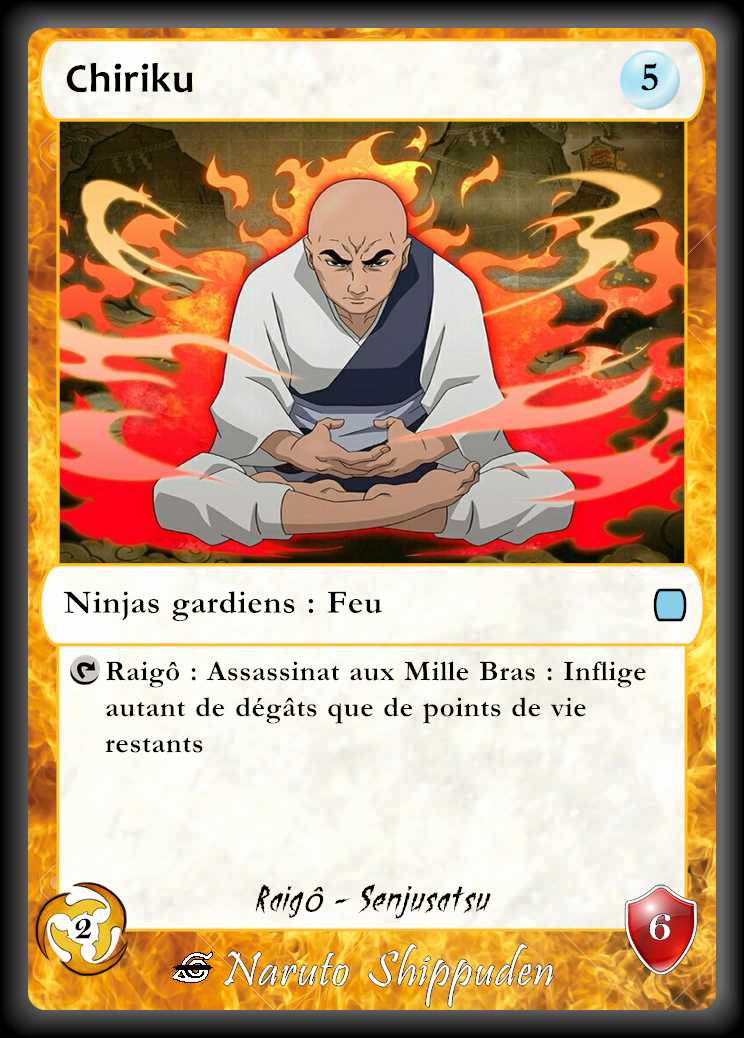 Chiriku
5
Ninjas gardiens : Feu
Raigô : Assassinat aux Mille Bras : Inflige
autant de dégâts que de points de vie
restants
Raigô - Senjusatsu
2
6
Naruto Shippuden